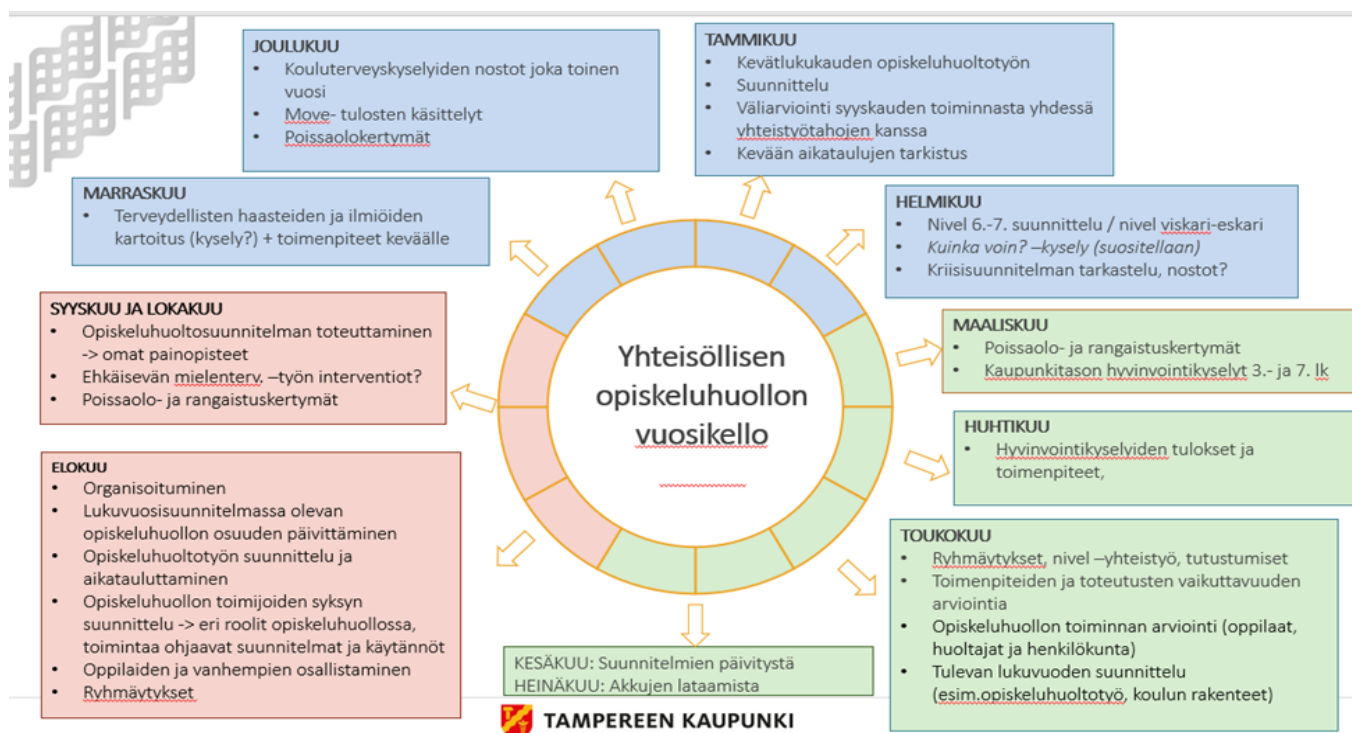 JOULUKUU
• Kouluterveyskyselyiden nostot joka toinen
vuosi
• Move- tulosten käsittelyt
• Poissaolokertymät
TAMMIKUU
• Kevätlukukauden opiskeluhuoltotyön
• Suunnittelu
• Väliarviointi syyskauden toiminnasta yhdessä
yhteistyötahojen kanssa
• Kevään aikataulujen tarkistus
MARRASKUU
• Terveydellisten haasteiden ja ilmiöiden
kartoitus (kysely?) + toimenpiteet keväälle
HELMIKUU
• Nivel 6.-7. suunnittelu / nivel viskari-eskari
• Kuinka voin? –kysely (suositellaan)
• Kriisisuunnitelman tarkastelu, nostot?
SYYSKUU JA LOKAKUU
• Opiskeluhuoltosuunnitelman toteuttaminen
-> omat painopisteet
• Ehkäisevän mielenterv. –työn interventiot?
• Poissaolo- ja rangaistuskertymät
Yhteisöllisen
opiskeluhuollon
vuosikello
MAALISKUU
• Poissaolo- ja rangaistuskertymät
• Kaupunkitason hyvinvointikyselyt 3.- ja 7. lk
HUHTIKUU
• Hyvinvointikyselyiden tulokset ja
toimenpiteet,
ELOKUU
• Organisoituminen
• Lukuvuosisuunnitelmassa olevan
opiskeluhuollon osuuden päivittäminen
• Opiskeluhuoltotyön suunnittelu ja
aikatauluttaminen
• Opiskeluhuollon toimijoiden syksyn
suunnittelu -> eri roolit opiskeluhuollossa,
toimintaa ohjaavat suunnitelmat ja käytännöt
• Oppilaiden ja vanhempien osallistaminen
• Ryhmäytykset
TOUKOKUU
• Ryhmäytykset, nivel –yhteistyö, tutustumiset
• Toimenpiteiden ja toteutusten vaikuttavuuden
arviointia
• Opiskeluhuollon toiminnan arviointi (oppilaat,
huoltajat ja henkilökunta)
• Tulevan lukuvuoden suunnittelu
(esim.opiskeluhuoltotyö, koulun rakenteet)
KESÄKUU: Suunnitelmien päivitystä
HEINÄKUU: Akkujen lataamista
TAMPEREEN KAUPUNKI